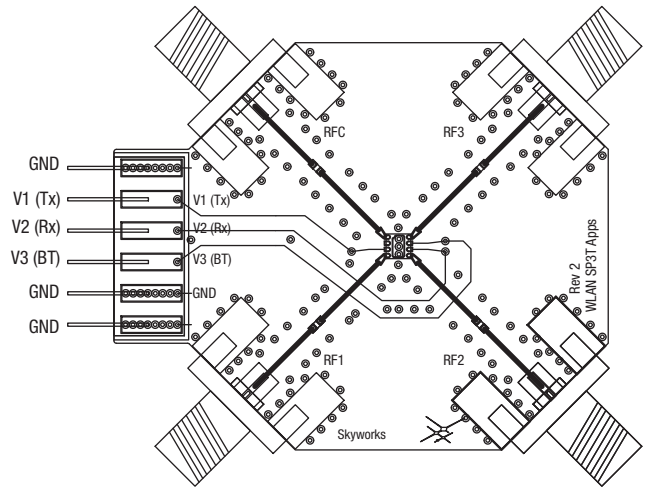 RFC
RF3
GND
V1 (Tx)
V1 (Tx)
V2 (Rx)
V2 (Rx)
V3 (BT)
V3 (BT)
GND
GND
GND
Rev 2
WLAN SP3T Apps
RF1
RF2
Skyworks